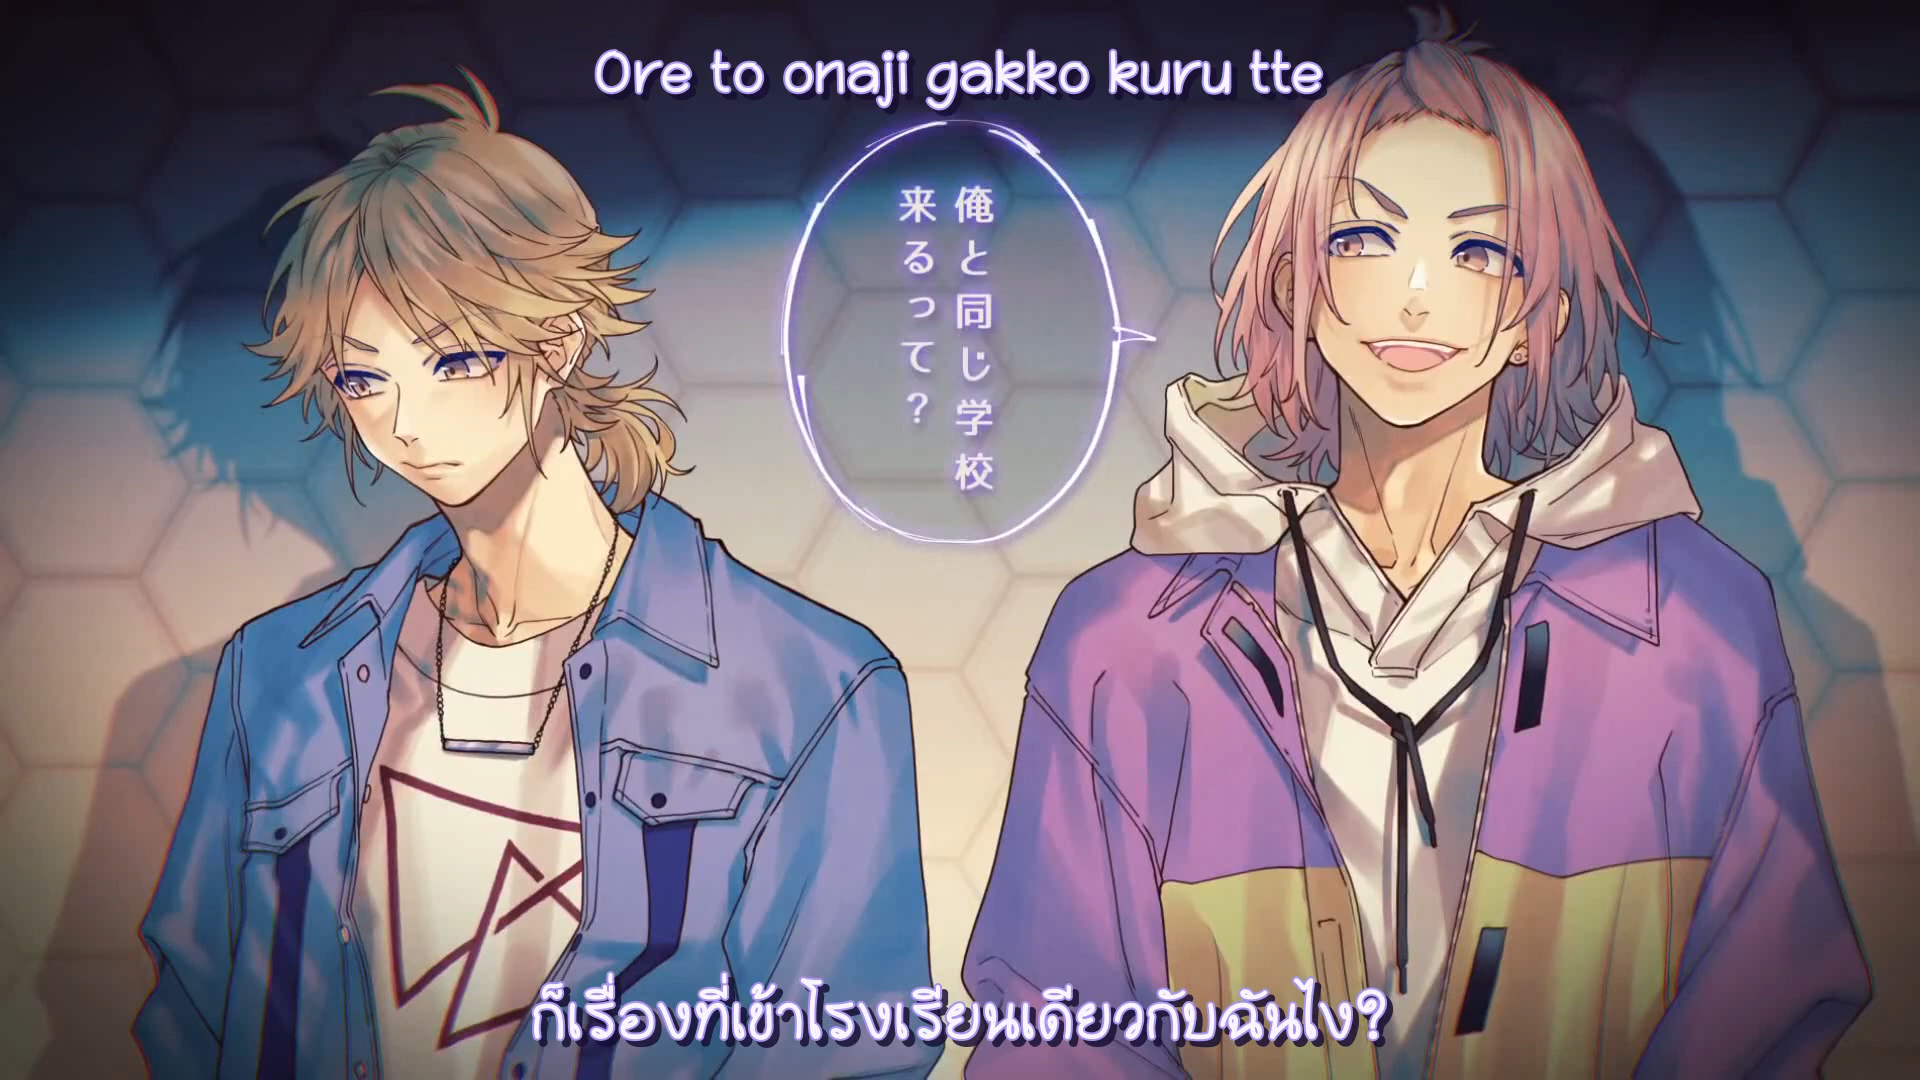 Ore to onaji gakko kuru tte
俺と同じ学校
来るって？
ก็เรื่องที่เข้าโรงเรียนเดียวกับฉันไง?